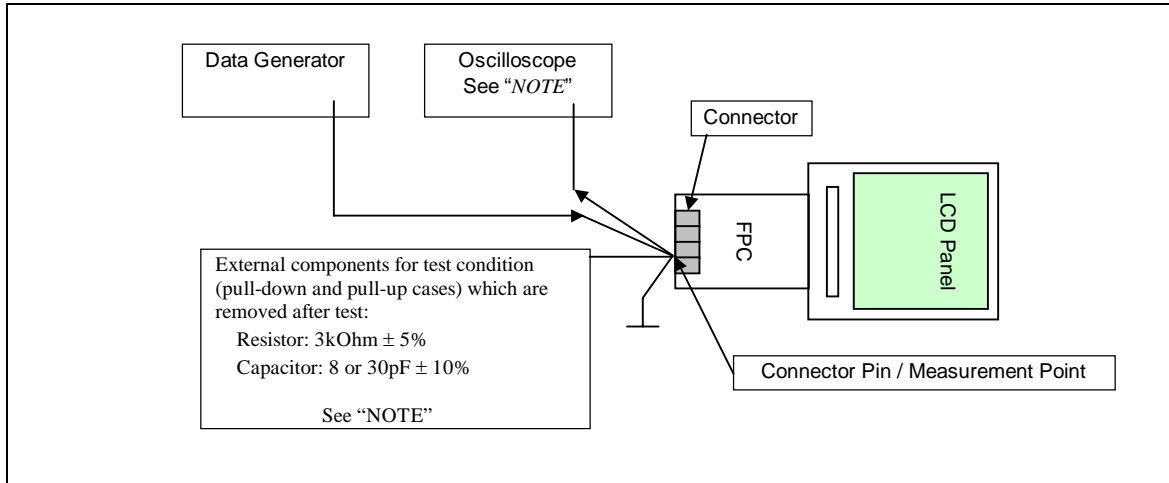 Data Generator
Oscilloscope
See “NOTE”
Connector
FPC
LCD Panel
External components for test condition
(pull-down and pull-up cases) which are
removed after test:
Resistor: 3kOhm ± 5%
Capacitor: 8 or 30pF ± 10%
See “NOTE”
Connector Pin / Measurement Point